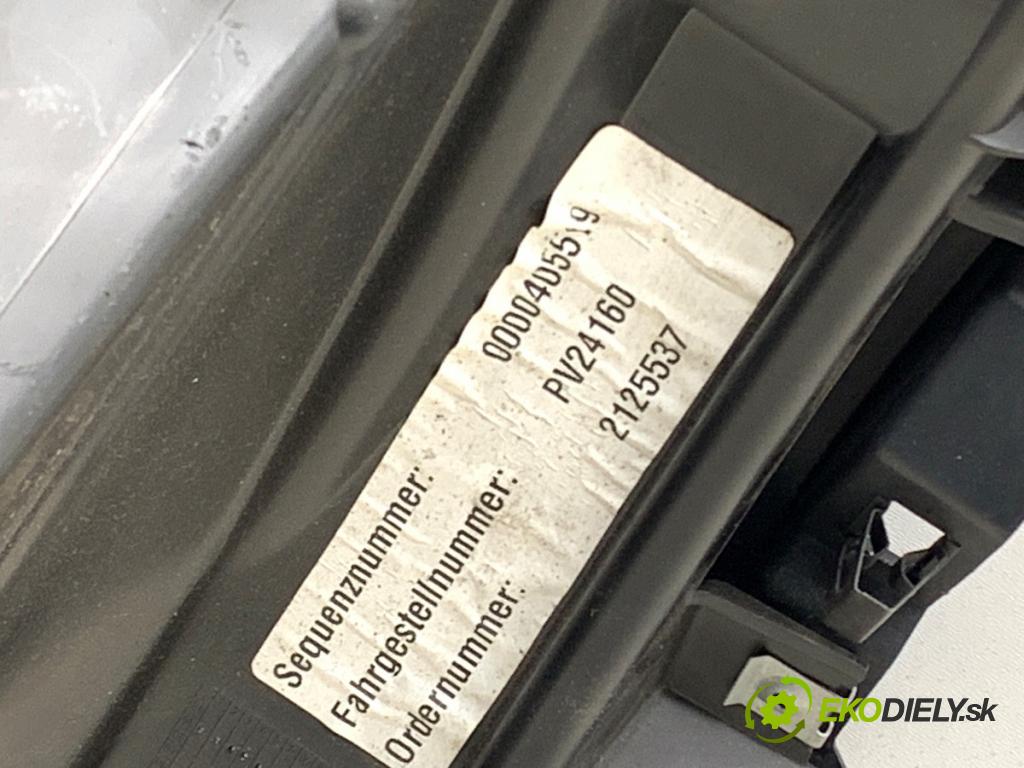 Sequenznummer: 0000405519
Fahrgestellnummer: PV24160
Ordernummer: 2125537
EKODIELY.sk